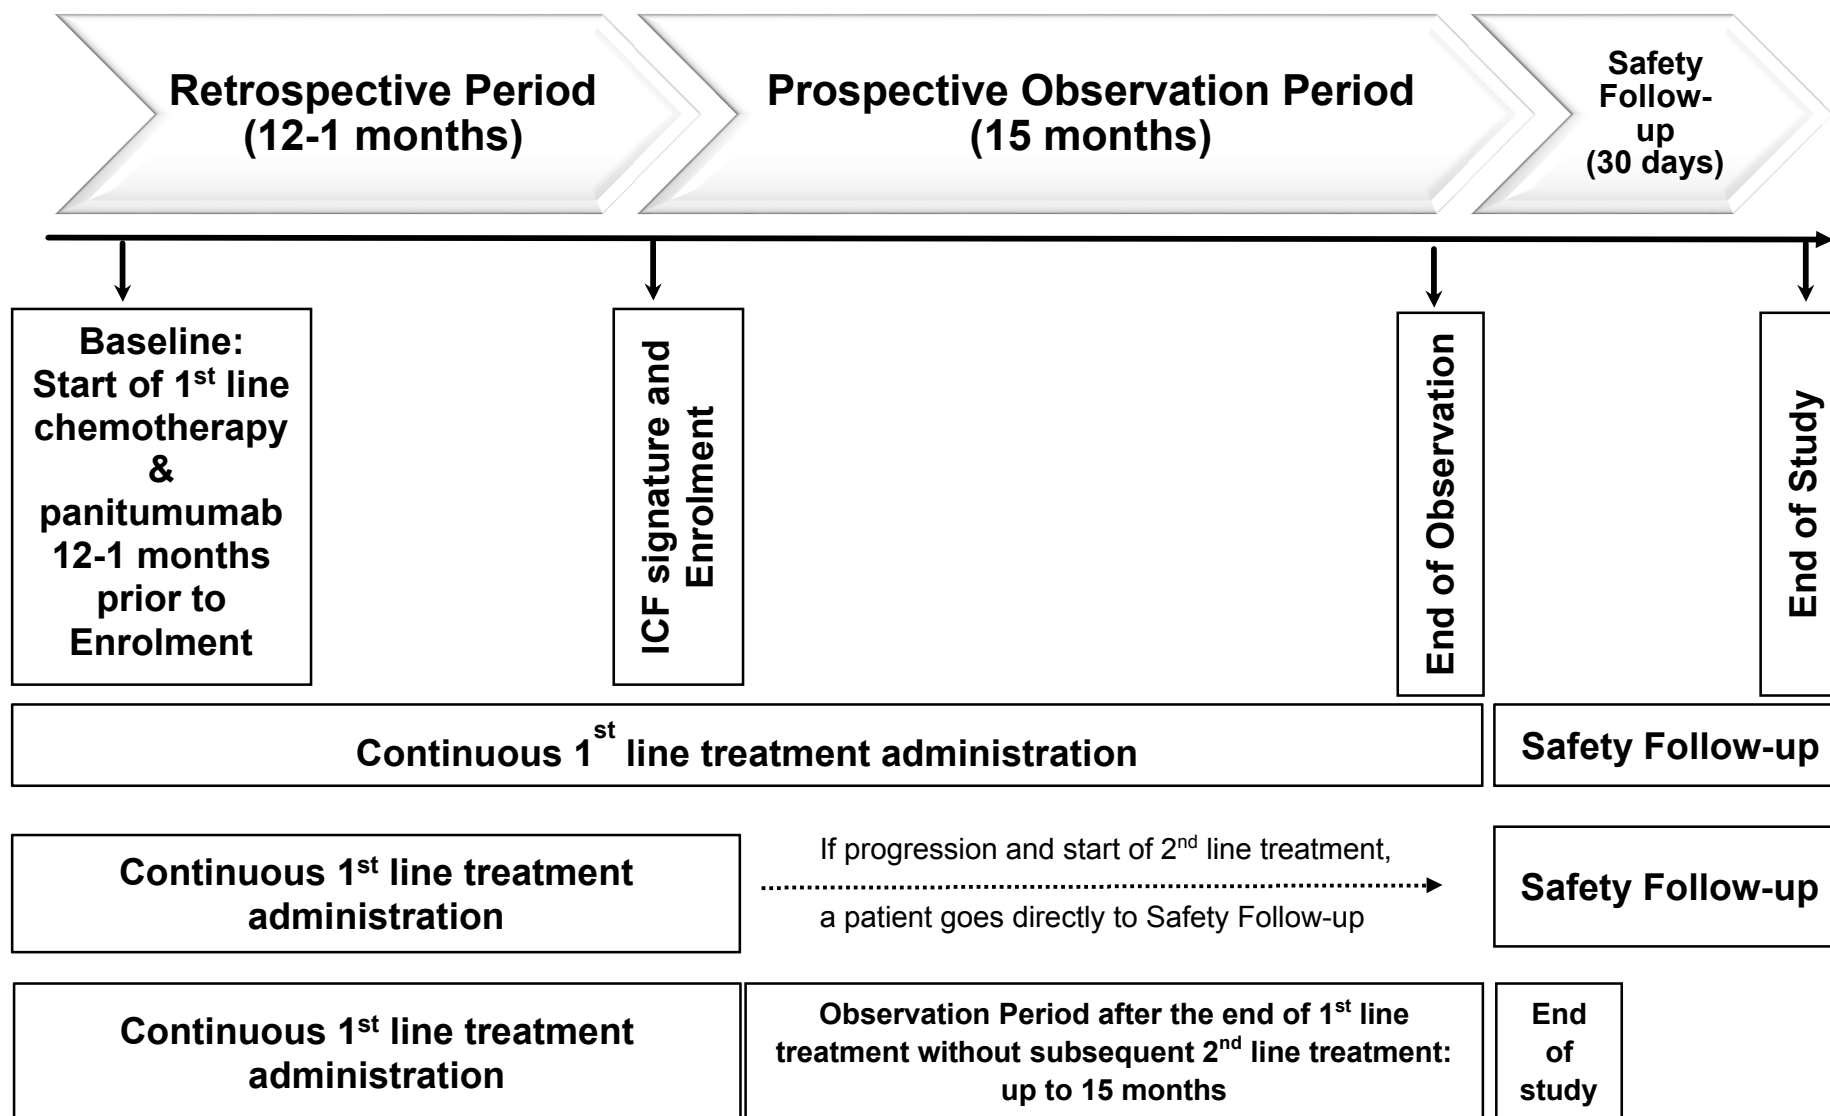 Retrospective Period
(12-1 months)
Prospective Observation Period
(15 months)
Safety
Follow-
up
(30 days)
Baseline:
Start of 1st line
chemotherapy
&
panitumumab
12-1 months
prior to
Enrolment
ICF signature and
Enrolment
End of Observation
End of Study
Continuous 1st line treatment administration
Safety Follow-up
Continuous 1st line treatment
administration
If progression and start of 2nd line treatment,
a patient goes directly to Safety Follow-up
Safety Follow-up
Continuous 1st line treatment
administration
Observation Period after the end of 1st line
treatment without subsequent 2nd line treatment:
up to 15 months
End
of
study